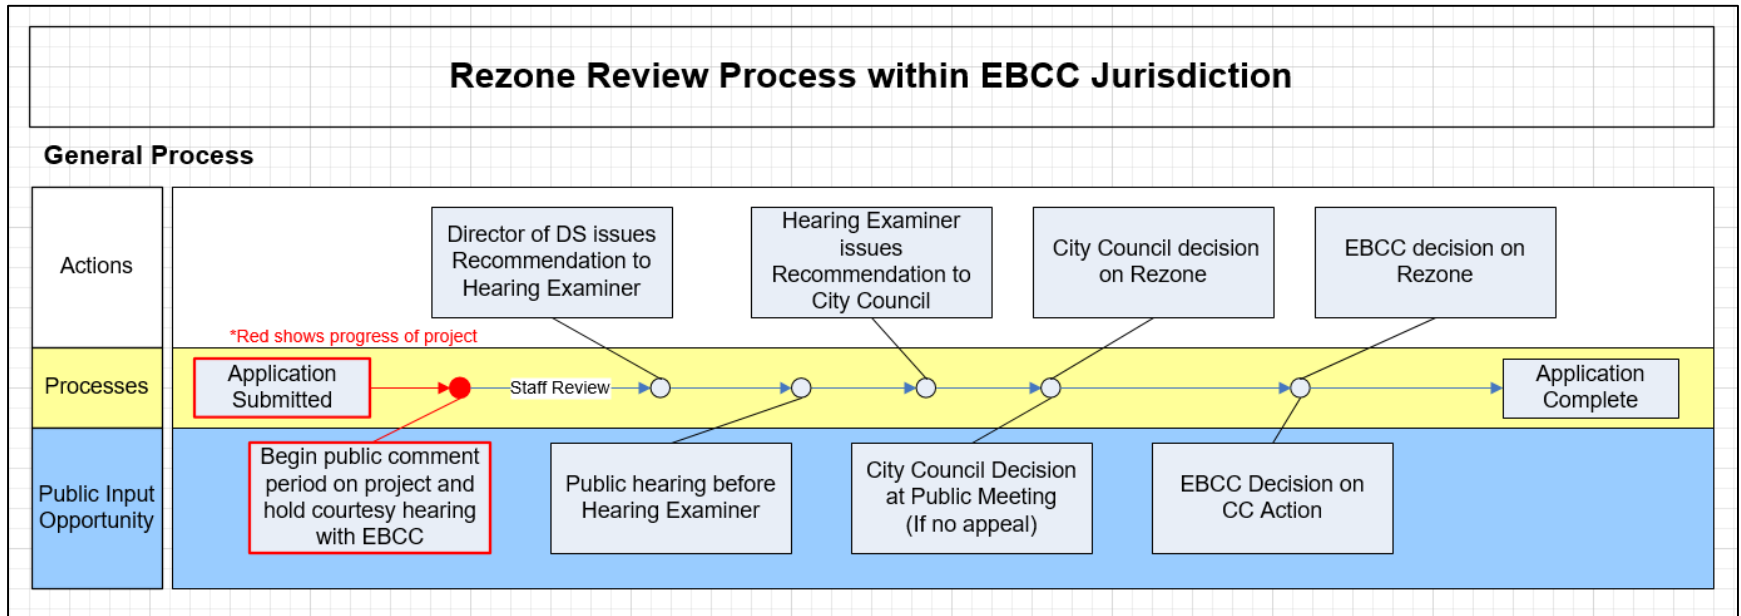 Rezone Review Process within EBCC Jurisdiction
General Process
Actions
Director of DS issues
Recommendation to
Hearing Examiner
Hearing Examiner
issues
Recommendation to
City Council
City Council decision
on Rezone
EBCC decision on
Rezone
*Red shows progress of project
Processes
Application
Submitted
Staff Review
Application
Complete
Public Input
Opportunity
Begin public comment
period on project and
hold courtesy hearing
with EBCC
Public hearing before
Hearing Examiner
City Council Decision
at Public Meeting
(If no appeal)
EBCC Decision on
CC Action